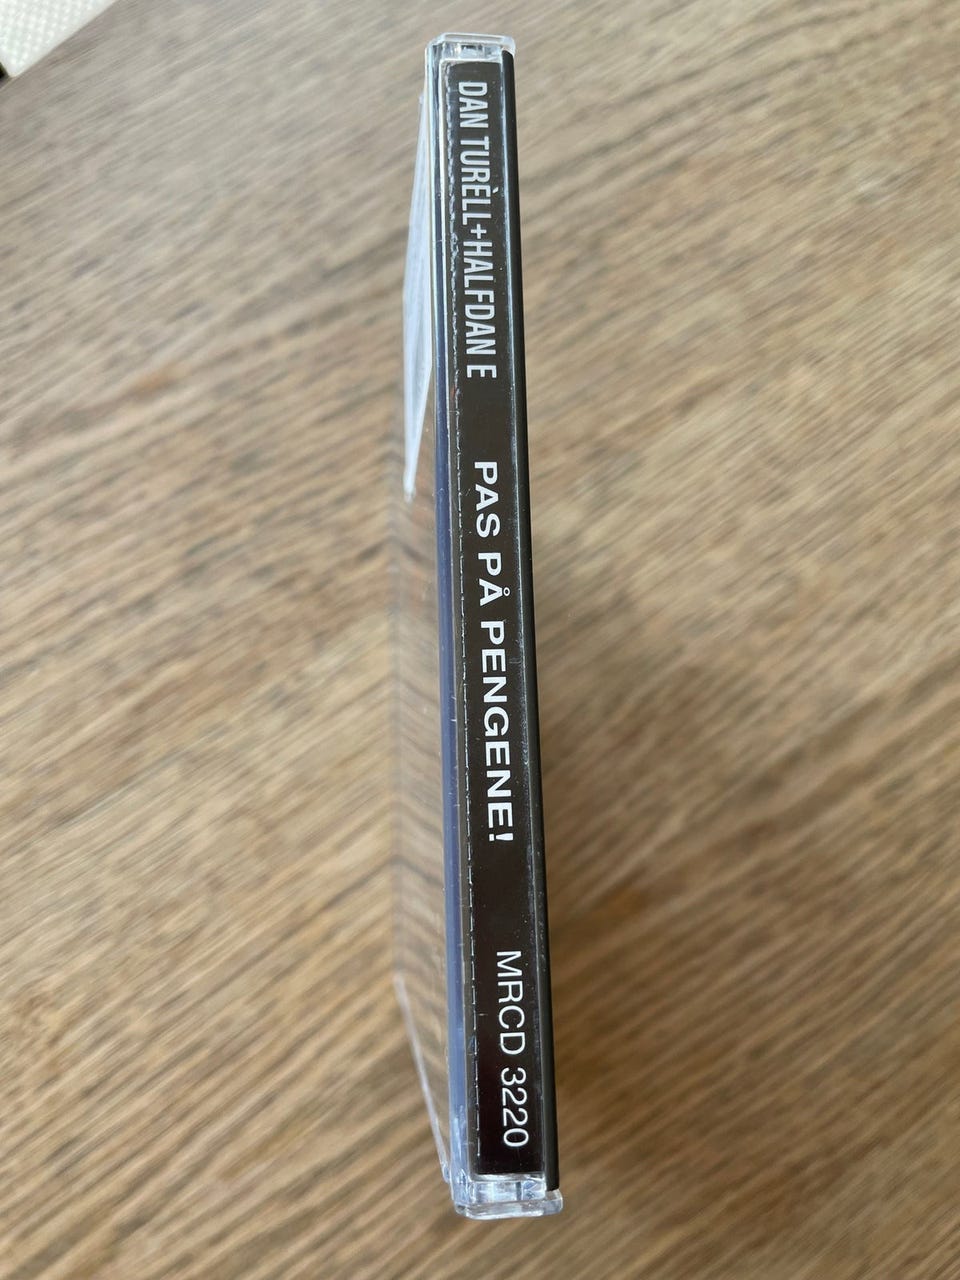 DAN TURÈLL+HALFDAN E PAS PÅ PENGENE! MRCD 3220